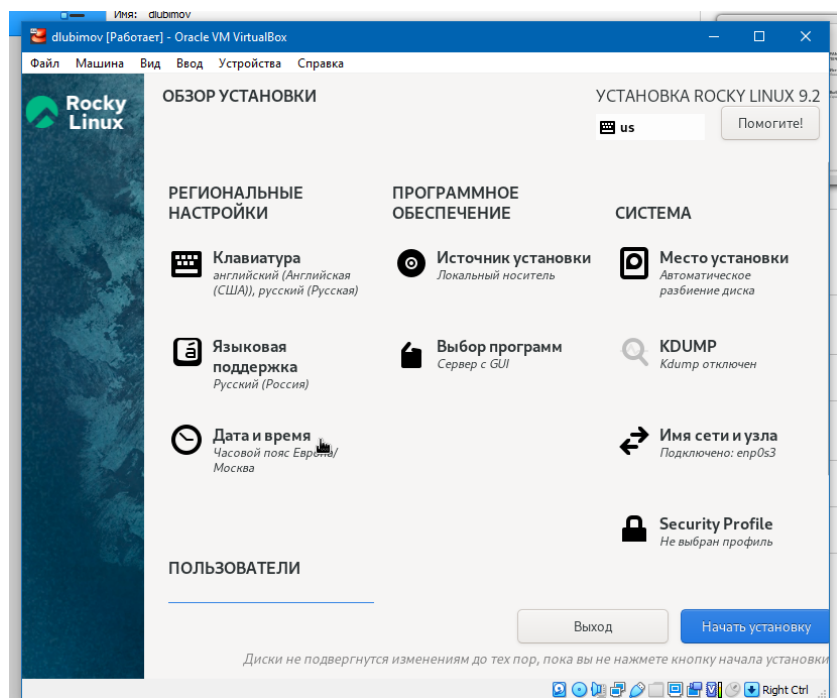 Имя: dlubimov
dlubimov [Работает] - Oracle VM VirtualBox
Файл Машина Вид Ввод Устройства Справка
Rocky
Linux
ОБЗОР УСТАНОВКИ
УСТАНОВКА ROCKY LINUX 9.2
us
Помогите!
РЕГИОНАЛЬНЫЕ
НАСТРОЙКИ
Клавиатура
английский (Английская
(США)), русский (Русская)
Языковая
поддержка
Русский (Россия)
Дата и время
Часовой пояс Европа/
Москва
ПРОГРАММНОЕ
ОБЕСПЕЧЕНИЕ
Источник установки
Локальный носитель
Выбор программ
Сервер с GUI
СИСТЕМА
Место установки
Автоматическое
разбиение диска
KDUMP
Kdump отключен
Имя сети и узла
Подключено: enp0s3
Security Profile
Не выбран профиль
ПОЛЬЗОВАТЕЛИ
Выход
Начать установку
Диски не подвергнутся изменениям до тех пор, пока вы не нажмете кнопку начала установки
Right Ctrl